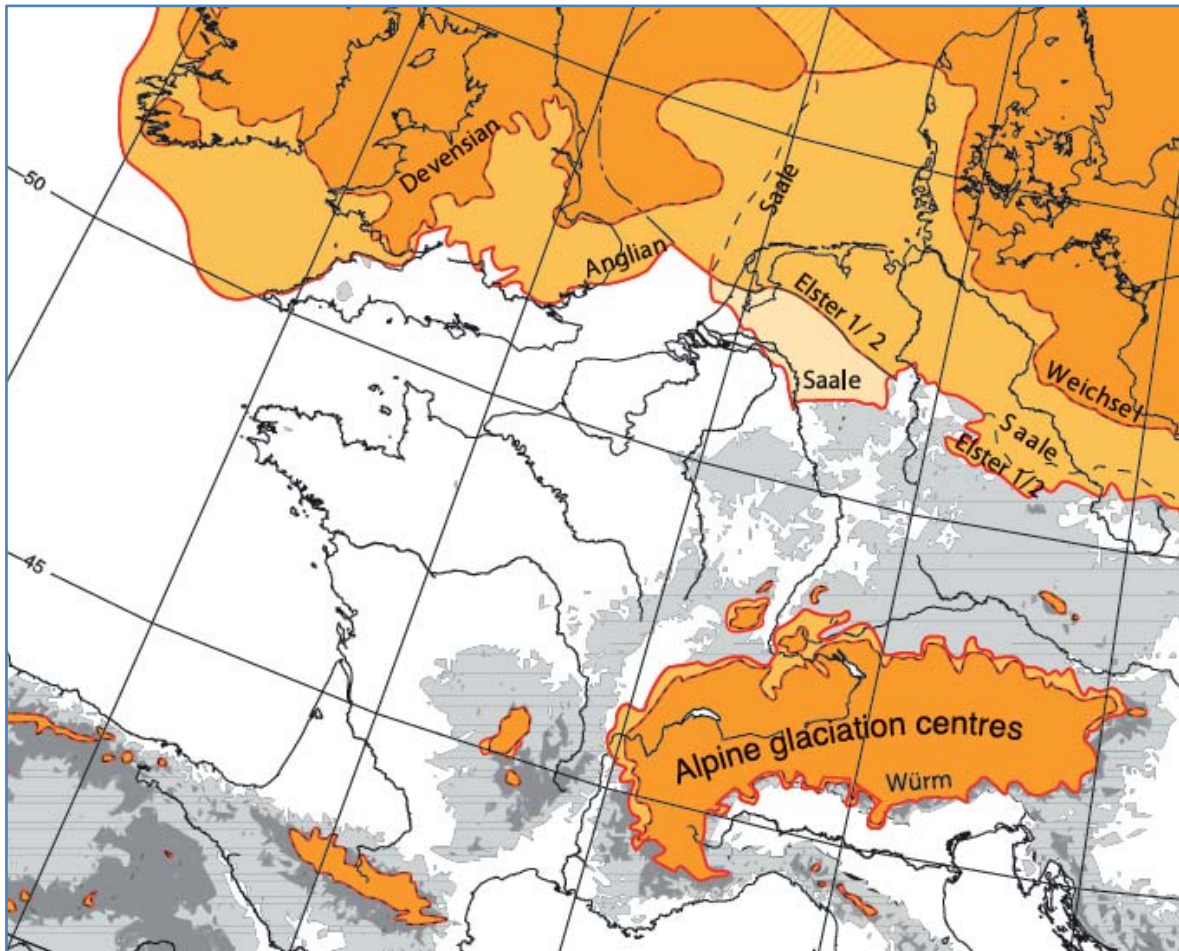 Devensian
Saale
50
Anglian
Elster 1/ 2
Saale
Weichsel
Saale
Elster 1/2
45
Alpine glaciation centres
Würm